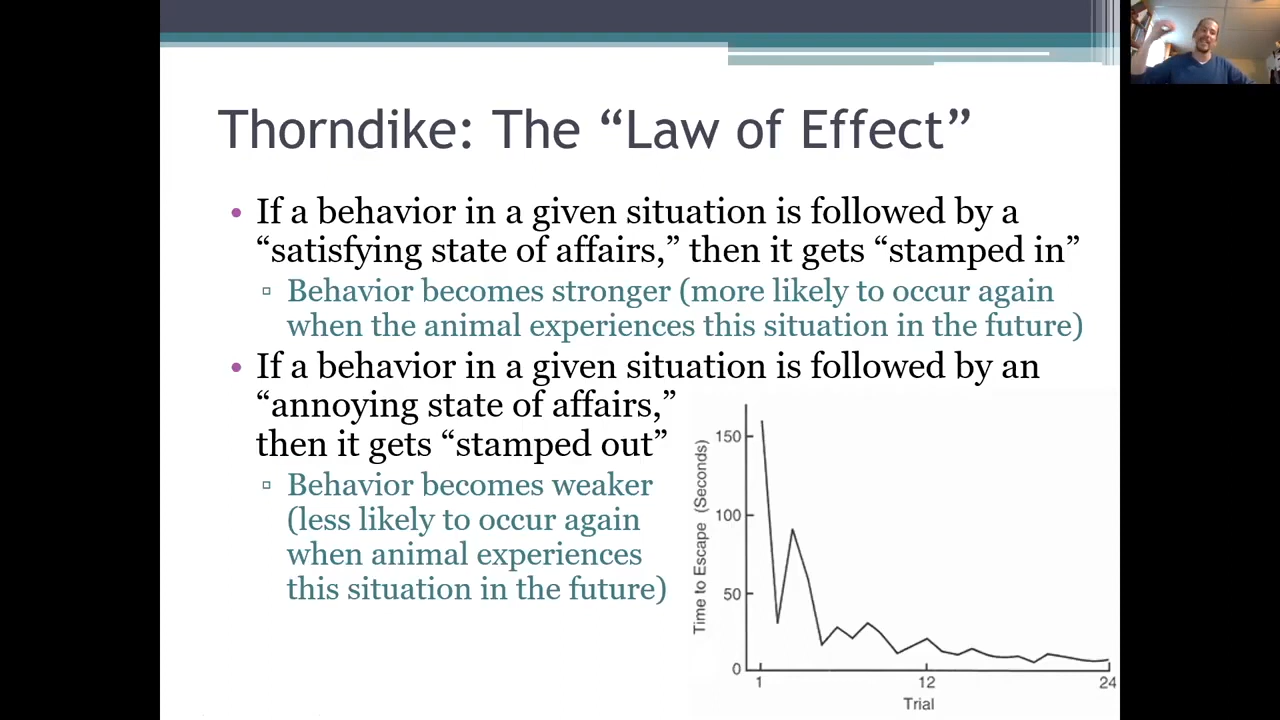 Thorndike: The “Law of Effect”
• If a behavior in a given situation is followed by a
“satisfying state of affairs,” then it gets “stamped in”
▫ Behavior becomes stronger (more likely to occur again
when the animal experiences this situation in the future)
• If a behavior in a given situation is followed by an
“annoying state of affairs,”
then it gets “stamped out”
▫ Behavior becomes weaker
(less likely to occur again
when animal experiences
this situation in the future)
Time to Escape (Seconds)
150
100
50
0
1
12
24
Trial